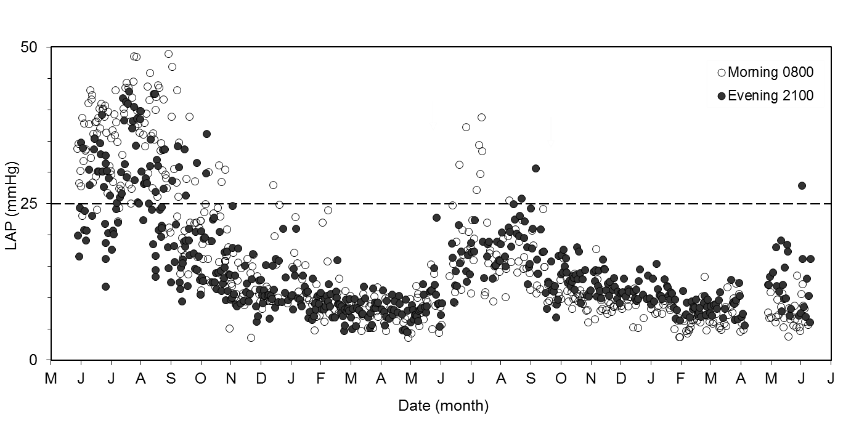 50
Morning 0800
Evening 2100
25
LAP (mmHg)
0
M J J A S O N D J F M A M J J A S O N D J F M A M J J
Date (month)